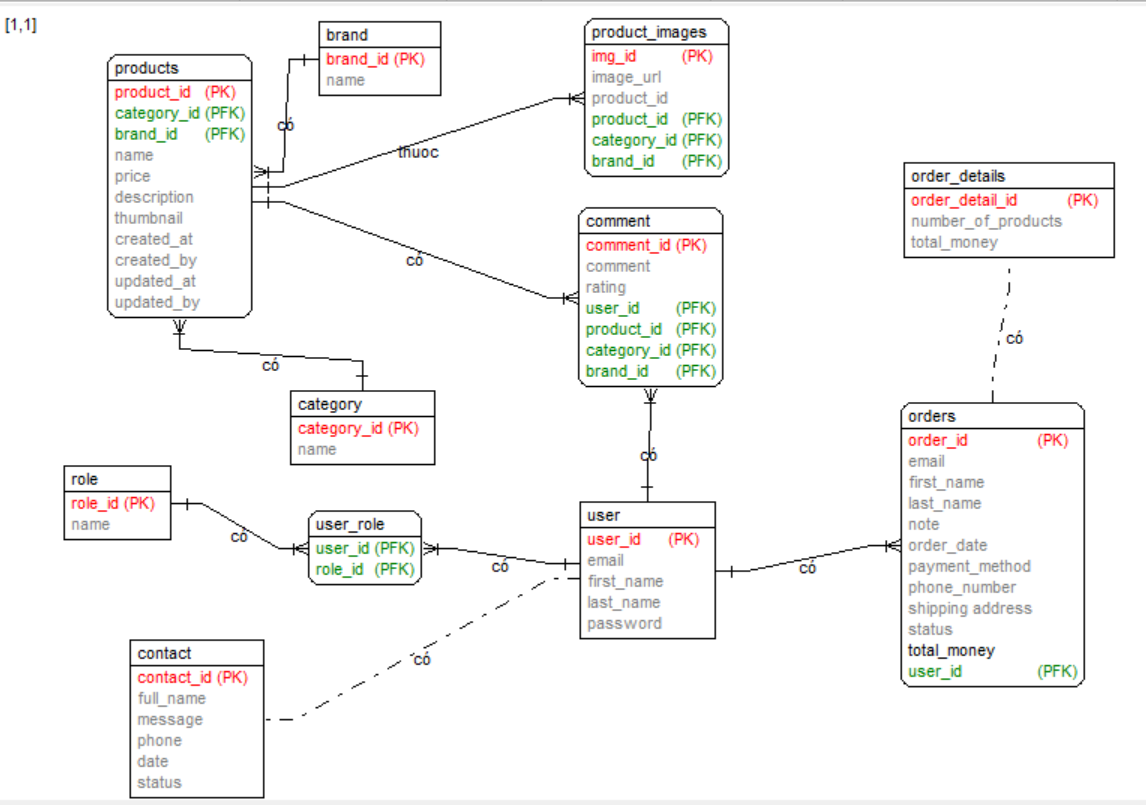 [1,1]
brand
brand_id (PK)
name
products
product_id (PK)
category_id (PFK)
brand_id (PFK)
name
price
description
thumbnail
created_at
created_by
updated_at
updated_by
có
thuoc
có
có
product_images
img_id (PK)
image_url
product_id
product_id (PFK)
category_id (PFK)
brand_id (PFK)
comment
comment_id (PK)
comment
rating
user_id (PFK)
product_id (PFK)
category_id (PFK)
brand_id (PFK)
order_details
order_detail_id (PK)
number_of_products
total_money
có
category
category_id (PK)
name
có
role
role_id (PK)
name
có
user_role
user_id (PFK)
role_id (PFK)
có
user
user_id (PK)
email
first_name
last_name
password
có
orders
order_id (PK)
email
first_name
last_name
note
order_date
payment_method
phone_number
shipping address
status
total_money
user_id (PFK)
contact
contact_id (PK)
full_name
message
phone
date
status
có